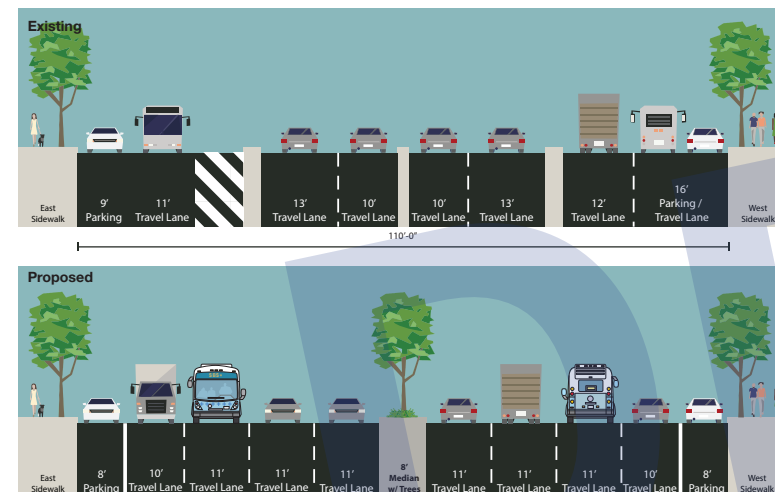 Existing
East
Sidewalk
9'
Parking
11'
Travel Lane
13'
Travel Lane
10'
Travel Lane
10'
Travel Lane
13'
Travel Lane
12'
Travel Lane
16'
Parking /
Travel Lane
West
Sidewalk
110'-0"
Proposed
East
Sidewalk
8'
Parking
10'
Travel Lane
11'
Travel Lane
11'
Travel Lane
11'
Travel Lane
8'
Median
w/ Trees
11'
Travel Lane
11'
Travel Lane
11'
Travel Lane
10'
Travel Lane
8'
Parking
West
Sidewalk